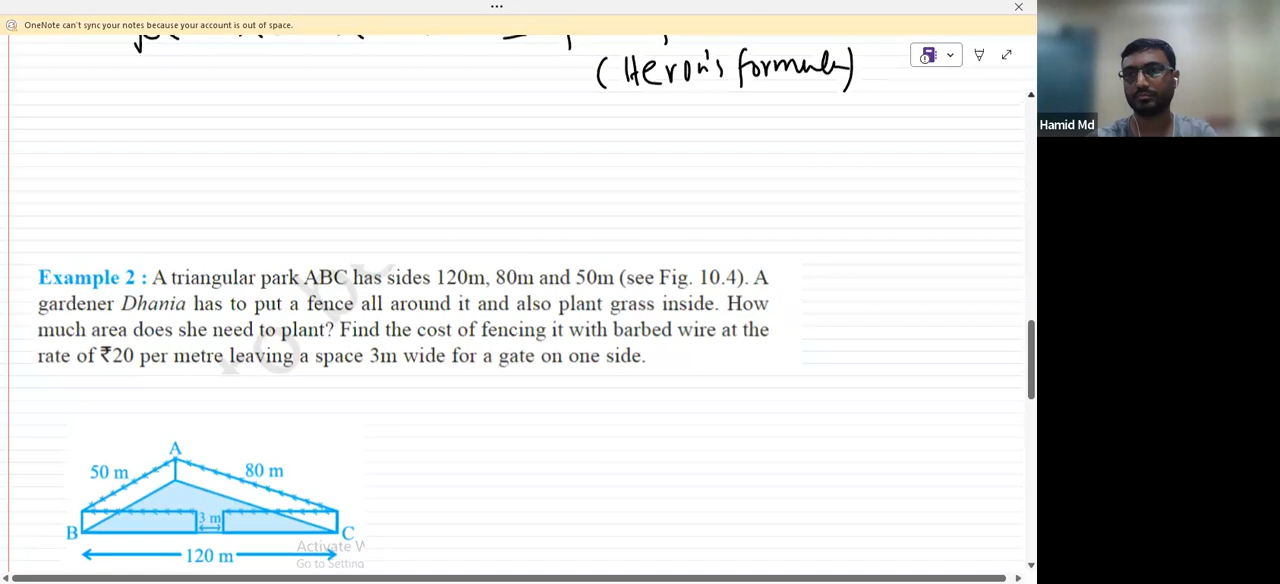 OneNote can't sync your notes because your account is out of space.
(Heron's formula)
Hamid Md
Example 2 : A triangular park ABC has sides 120m, 80m and 50m (see Fig. 10.4). A
gardener Dhania has to put a fence all around it and also plant grass inside. How
much area does she need to plant? Find the cost of fencing it with barbed wire at the
rate of ₹20 per metre leaving a space 3m wide for a gate on one side.
A
50 m
80 m
3 m
B
C
120 m
Activate W
Go to Setting